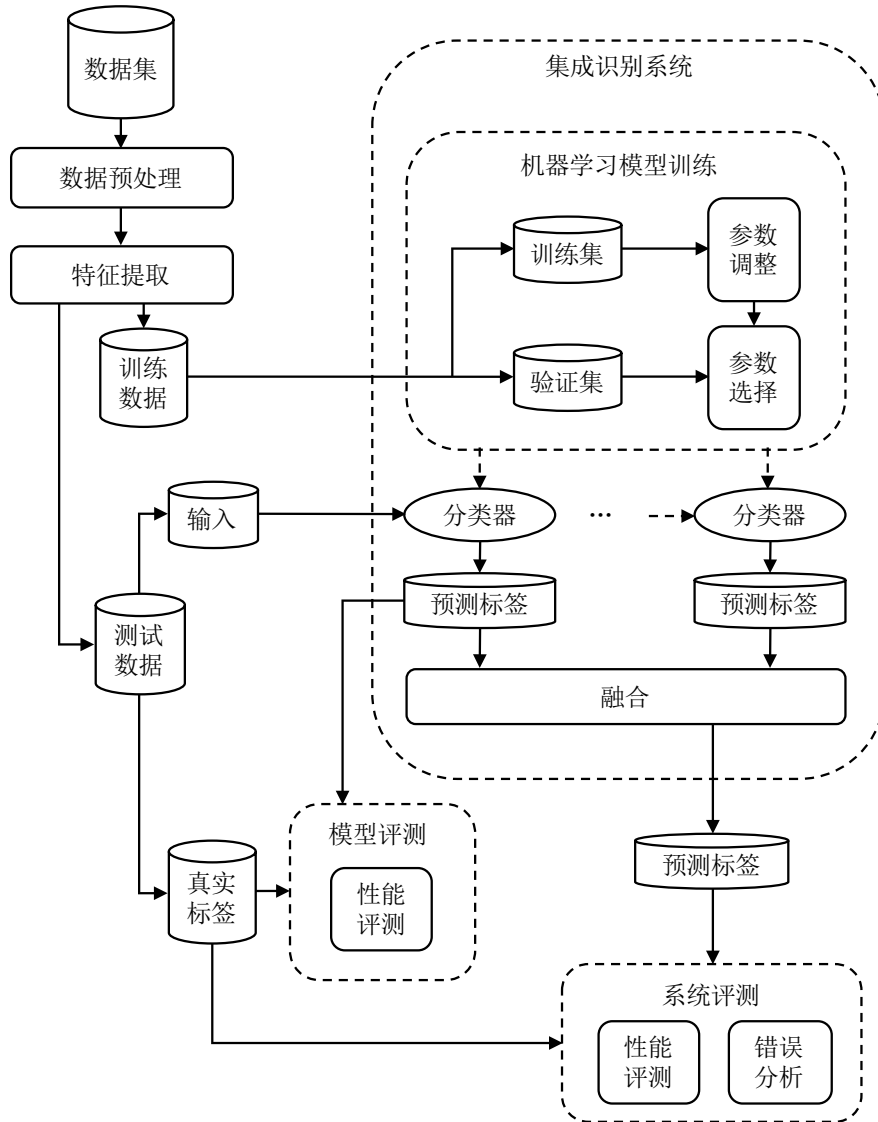 数据集
集成识别系统
数据预处理
机器学习模型训练
特征提取
训练集
参数
调整
训练
数据
验证集
参数
选择
输入
分类器
…
分类器
预测标签
预测标签
测试
数据
融合
模型评测
性能
评测
真实
标签
预测标签
系统评测
性能
评测
错误
分析